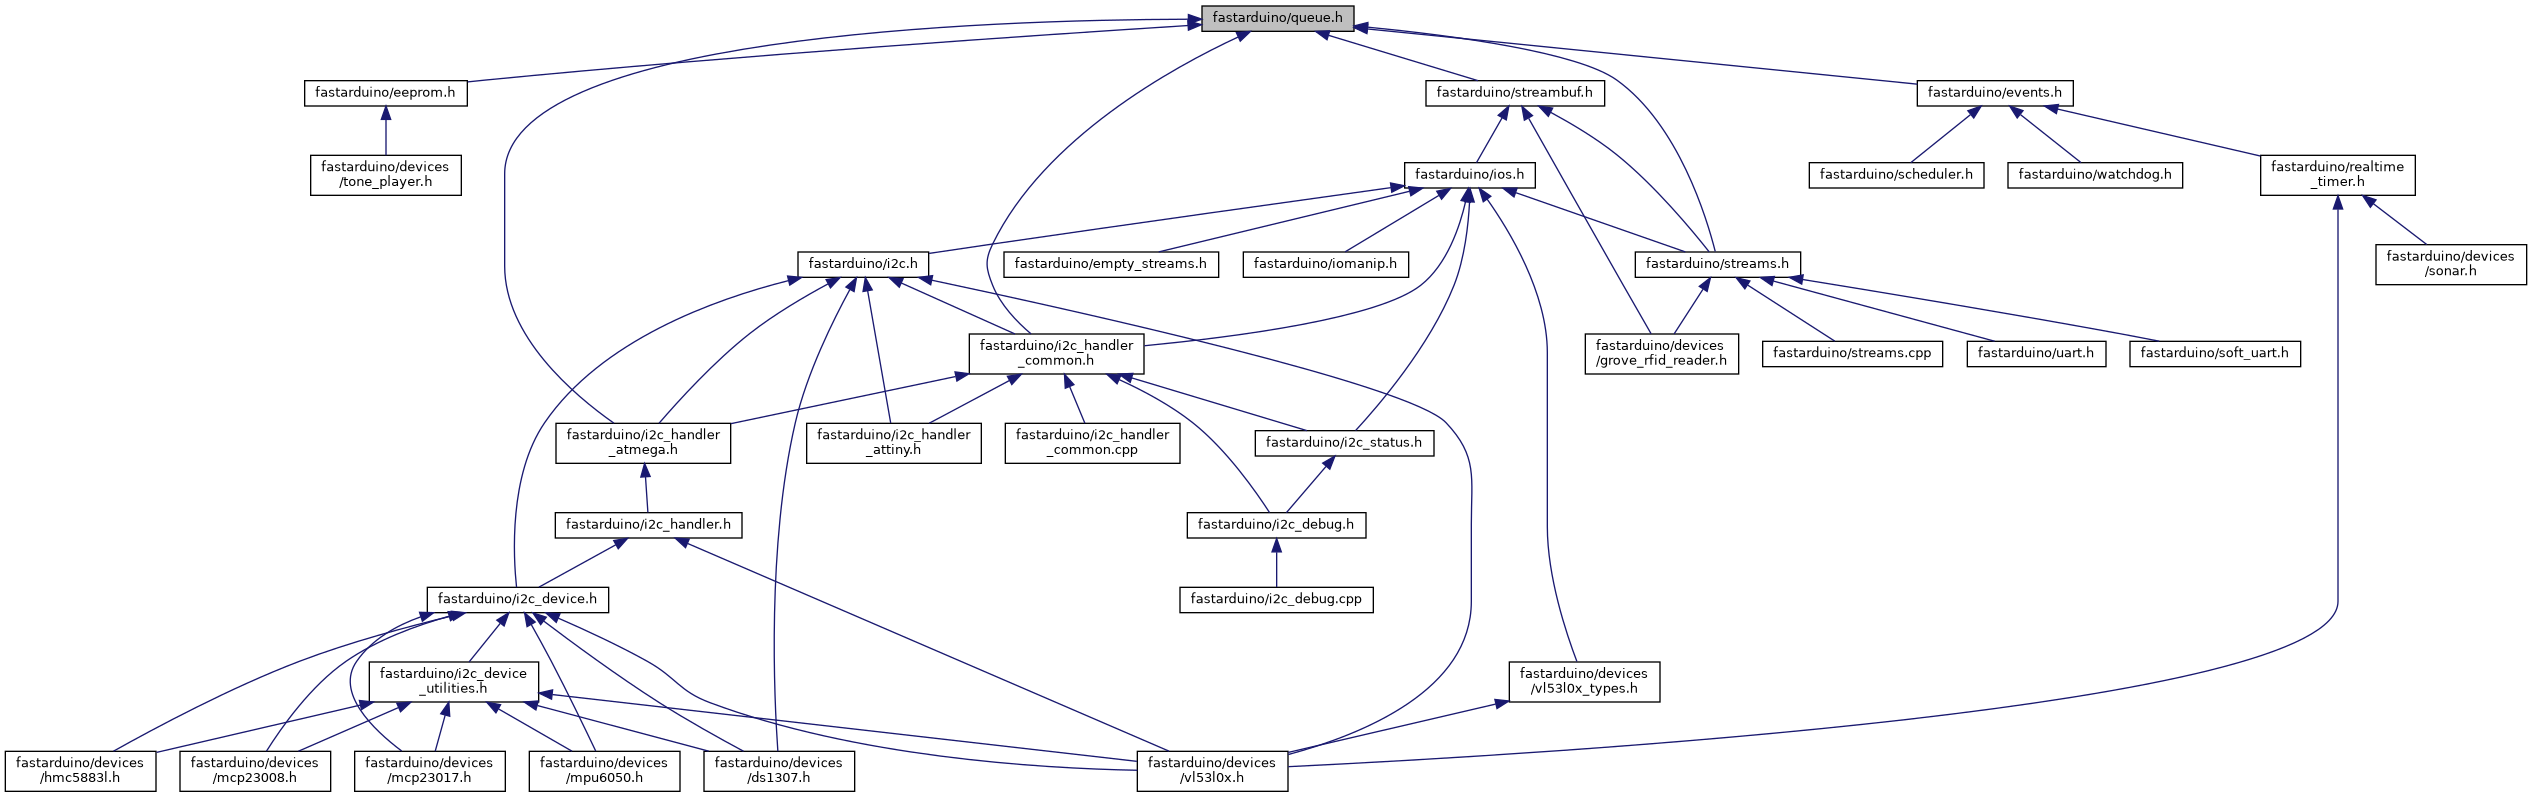 fastarduino/queue.h
fastarduino/eeprom.h
fastarduino/streambuf.h
fastarduino/events.h
fastarduino/devices
/tone_player.h
fastarduino/ios.h
fastarduino/scheduler.h
fastarduino/watchdog.h
fastarduino/realtime
_timer.h
fastarduino/i2c.h
fastarduino/empty_streams.h
fastarduino/iomanip.h
fastarduino/streams.h
fastarduino/devices
/sonar.h
fastarduino/i2c_handler
_common.h
fastarduino/devices
/grove_rfid_reader.h
fastarduino/streams.cpp
fastarduino/uart.h
fastarduino/soft_uart.h
fastarduino/i2c_handler
_atmega.h
fastarduino/i2c_handler
_attiny.h
fastarduino/i2c_handler
_common.cpp
fastarduino/i2c_status.h
fastarduino/i2c_handler.h
fastarduino/i2c_debug.h
fastarduino/i2c_device.h
fastarduino/i2c_debug.cpp
fastarduino/i2c_device
_utilities.h
fastarduino/devices
/vl53l0x_types.h
fastarduino/devices
/hmc5883l.h
fastarduino/devices
/mcp23008.h
fastarduino/devices
/mcp23017.h
fastarduino/devices
/mpu6050.h
fastarduino/devices
/ds1307.h
fastarduino/devices
/vl53l0x.h